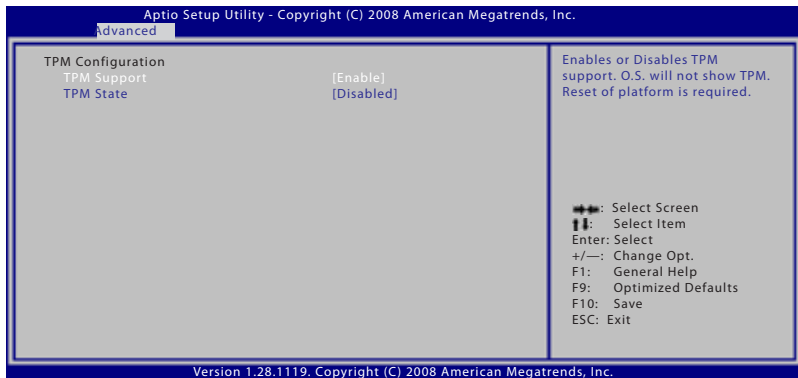 Aptio Setup Utility - Copyright (C) 2008 American Megatrends, Inc.
Advanced
TPM Configuration
TPM Support [Enable]
TPM State [Disabled]
Enables or Disables TPM
support. O.S. will not show TPM.
Reset of platform is required.
→←: Select Screen
↑↓: Select Item
Enter: Select
+/—: Change Opt.
F1: General Help
F9: Optimized Defaults
F10: Save
ESC: Exit
Version 1.28.1119. Copyright (C) 2008 American Megatrends, Inc.